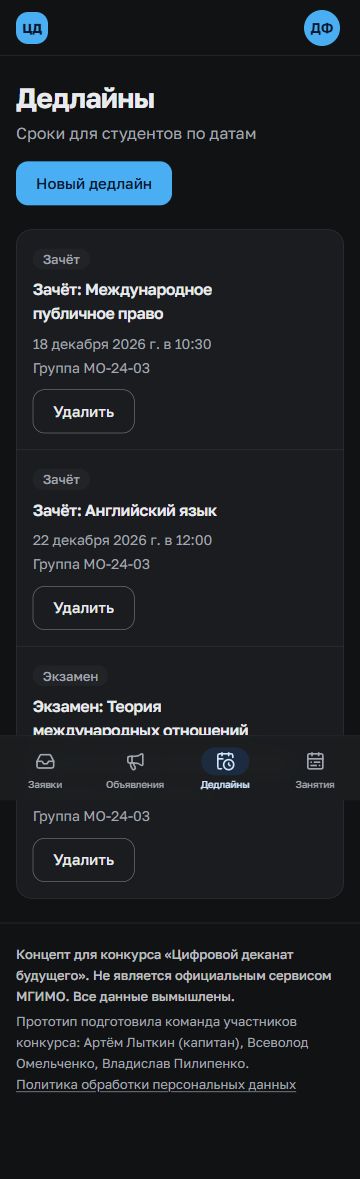 ЦД
ДФ
Дедлайны
Сроки для студентов по датам
Новый дедлайн
Зачёт
Зачёт: Международное
публичное право
18 декабря 2026 г. в 10:30
Группа МО-24-03
Удалить
Зачёт
Зачёт: Английский язык
22 декабря 2026 г. в 12:00
Группа МО-24-03
Удалить
Экзамен
Экзамен: Теория
международных отношений
Заявки
Объявления
Дедлайны
Занятия
Группа МО-24-03
Удалить
Концепт для конкурса «Цифровой деканат
будущего». Не является официальным сервисом
МГИМО. Все данные вымышлены.
Прототип подготовила команда участников
конкурса: Артём Лыткин (капитан), Всеволод
Омельченко, Владислав Пилипенко.
Политика обработки персональных данных